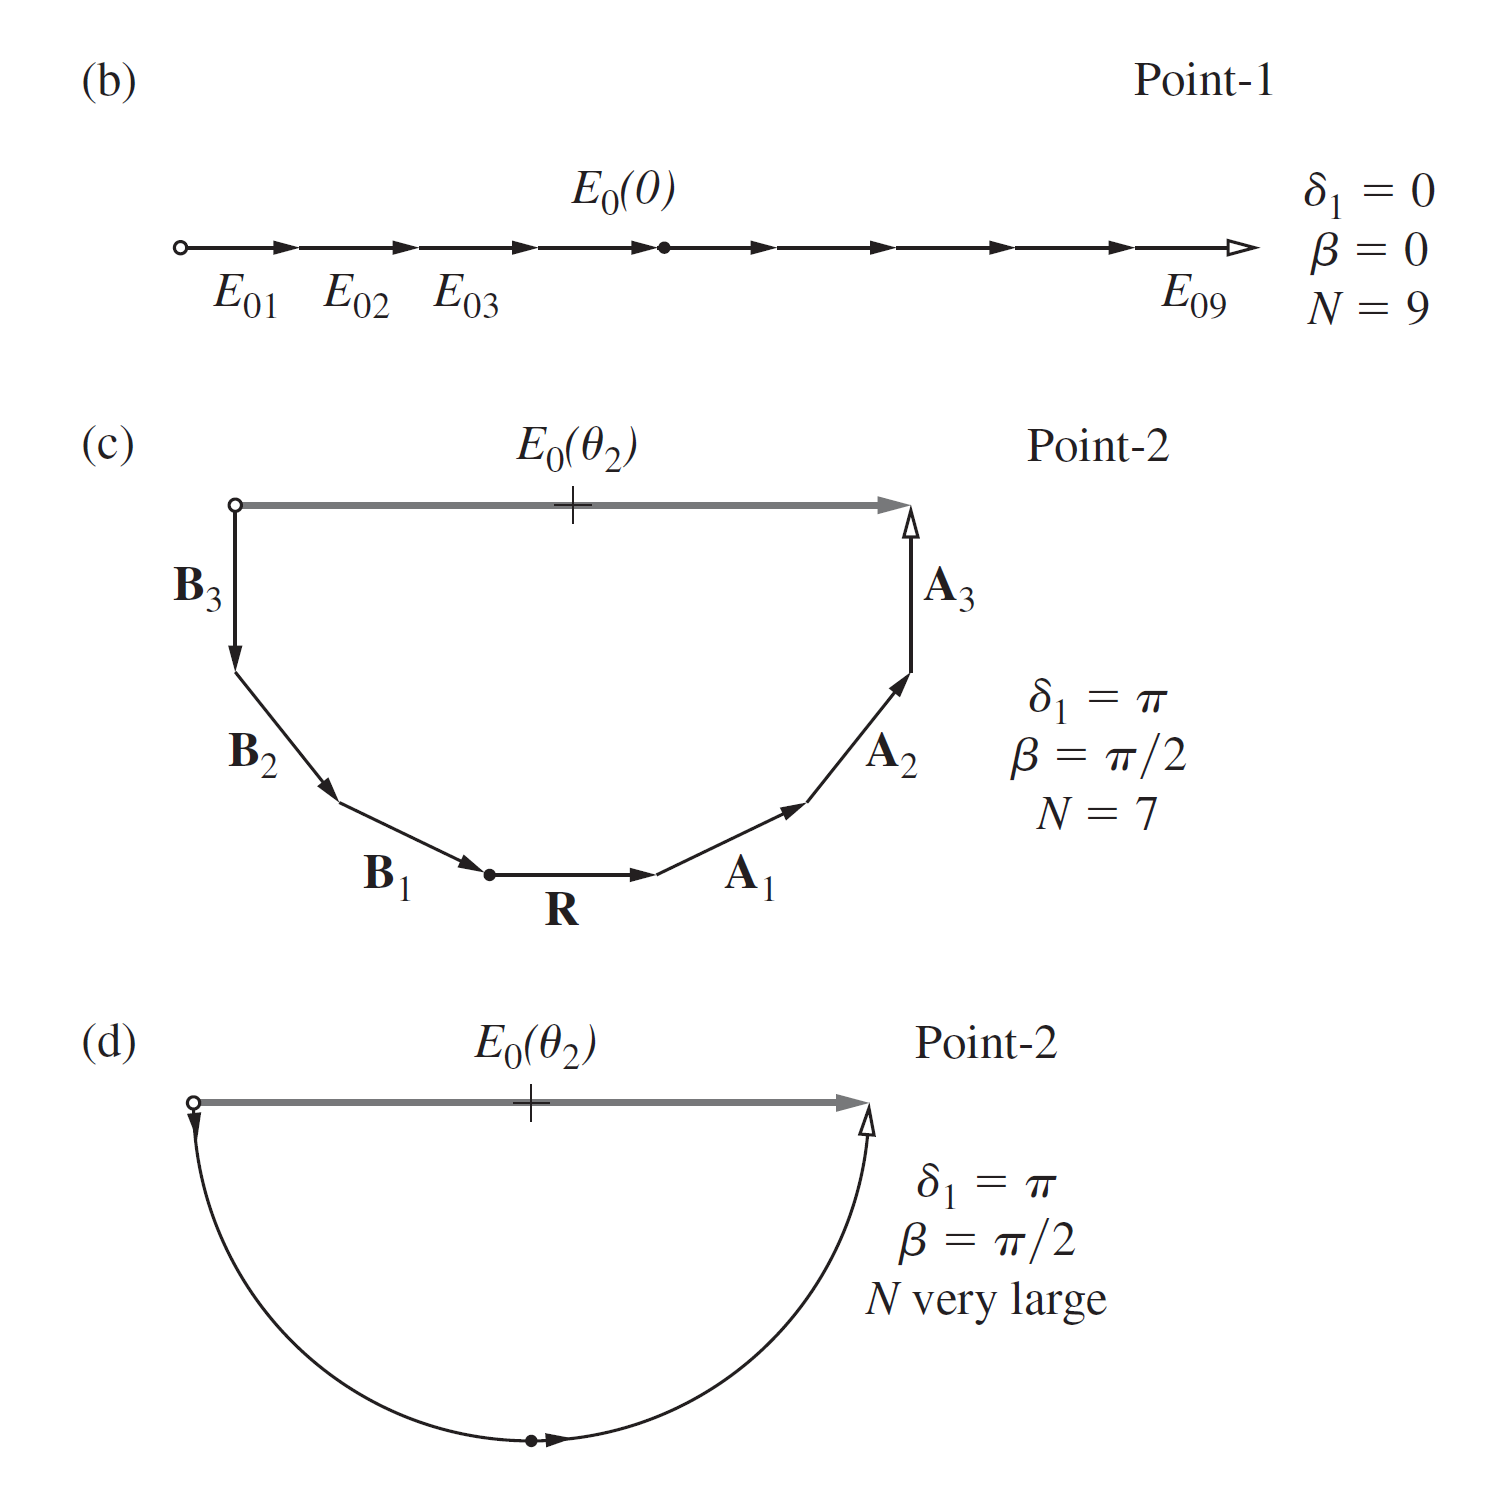 (b) Point-1
E₀(0)
δ₁ = 0
β = 0
N = 9
E₀₁ E₀₂ E₀₃ E₀₉
(c) E₀(θ₂) Point-2
B₃ A₃
B₂ A₂
B₁ R A₁
δ₁ = π
β = π/2
N = 7
(d) E₀(θ₂) Point-2
δ₁ = π
β = π/2
N very large